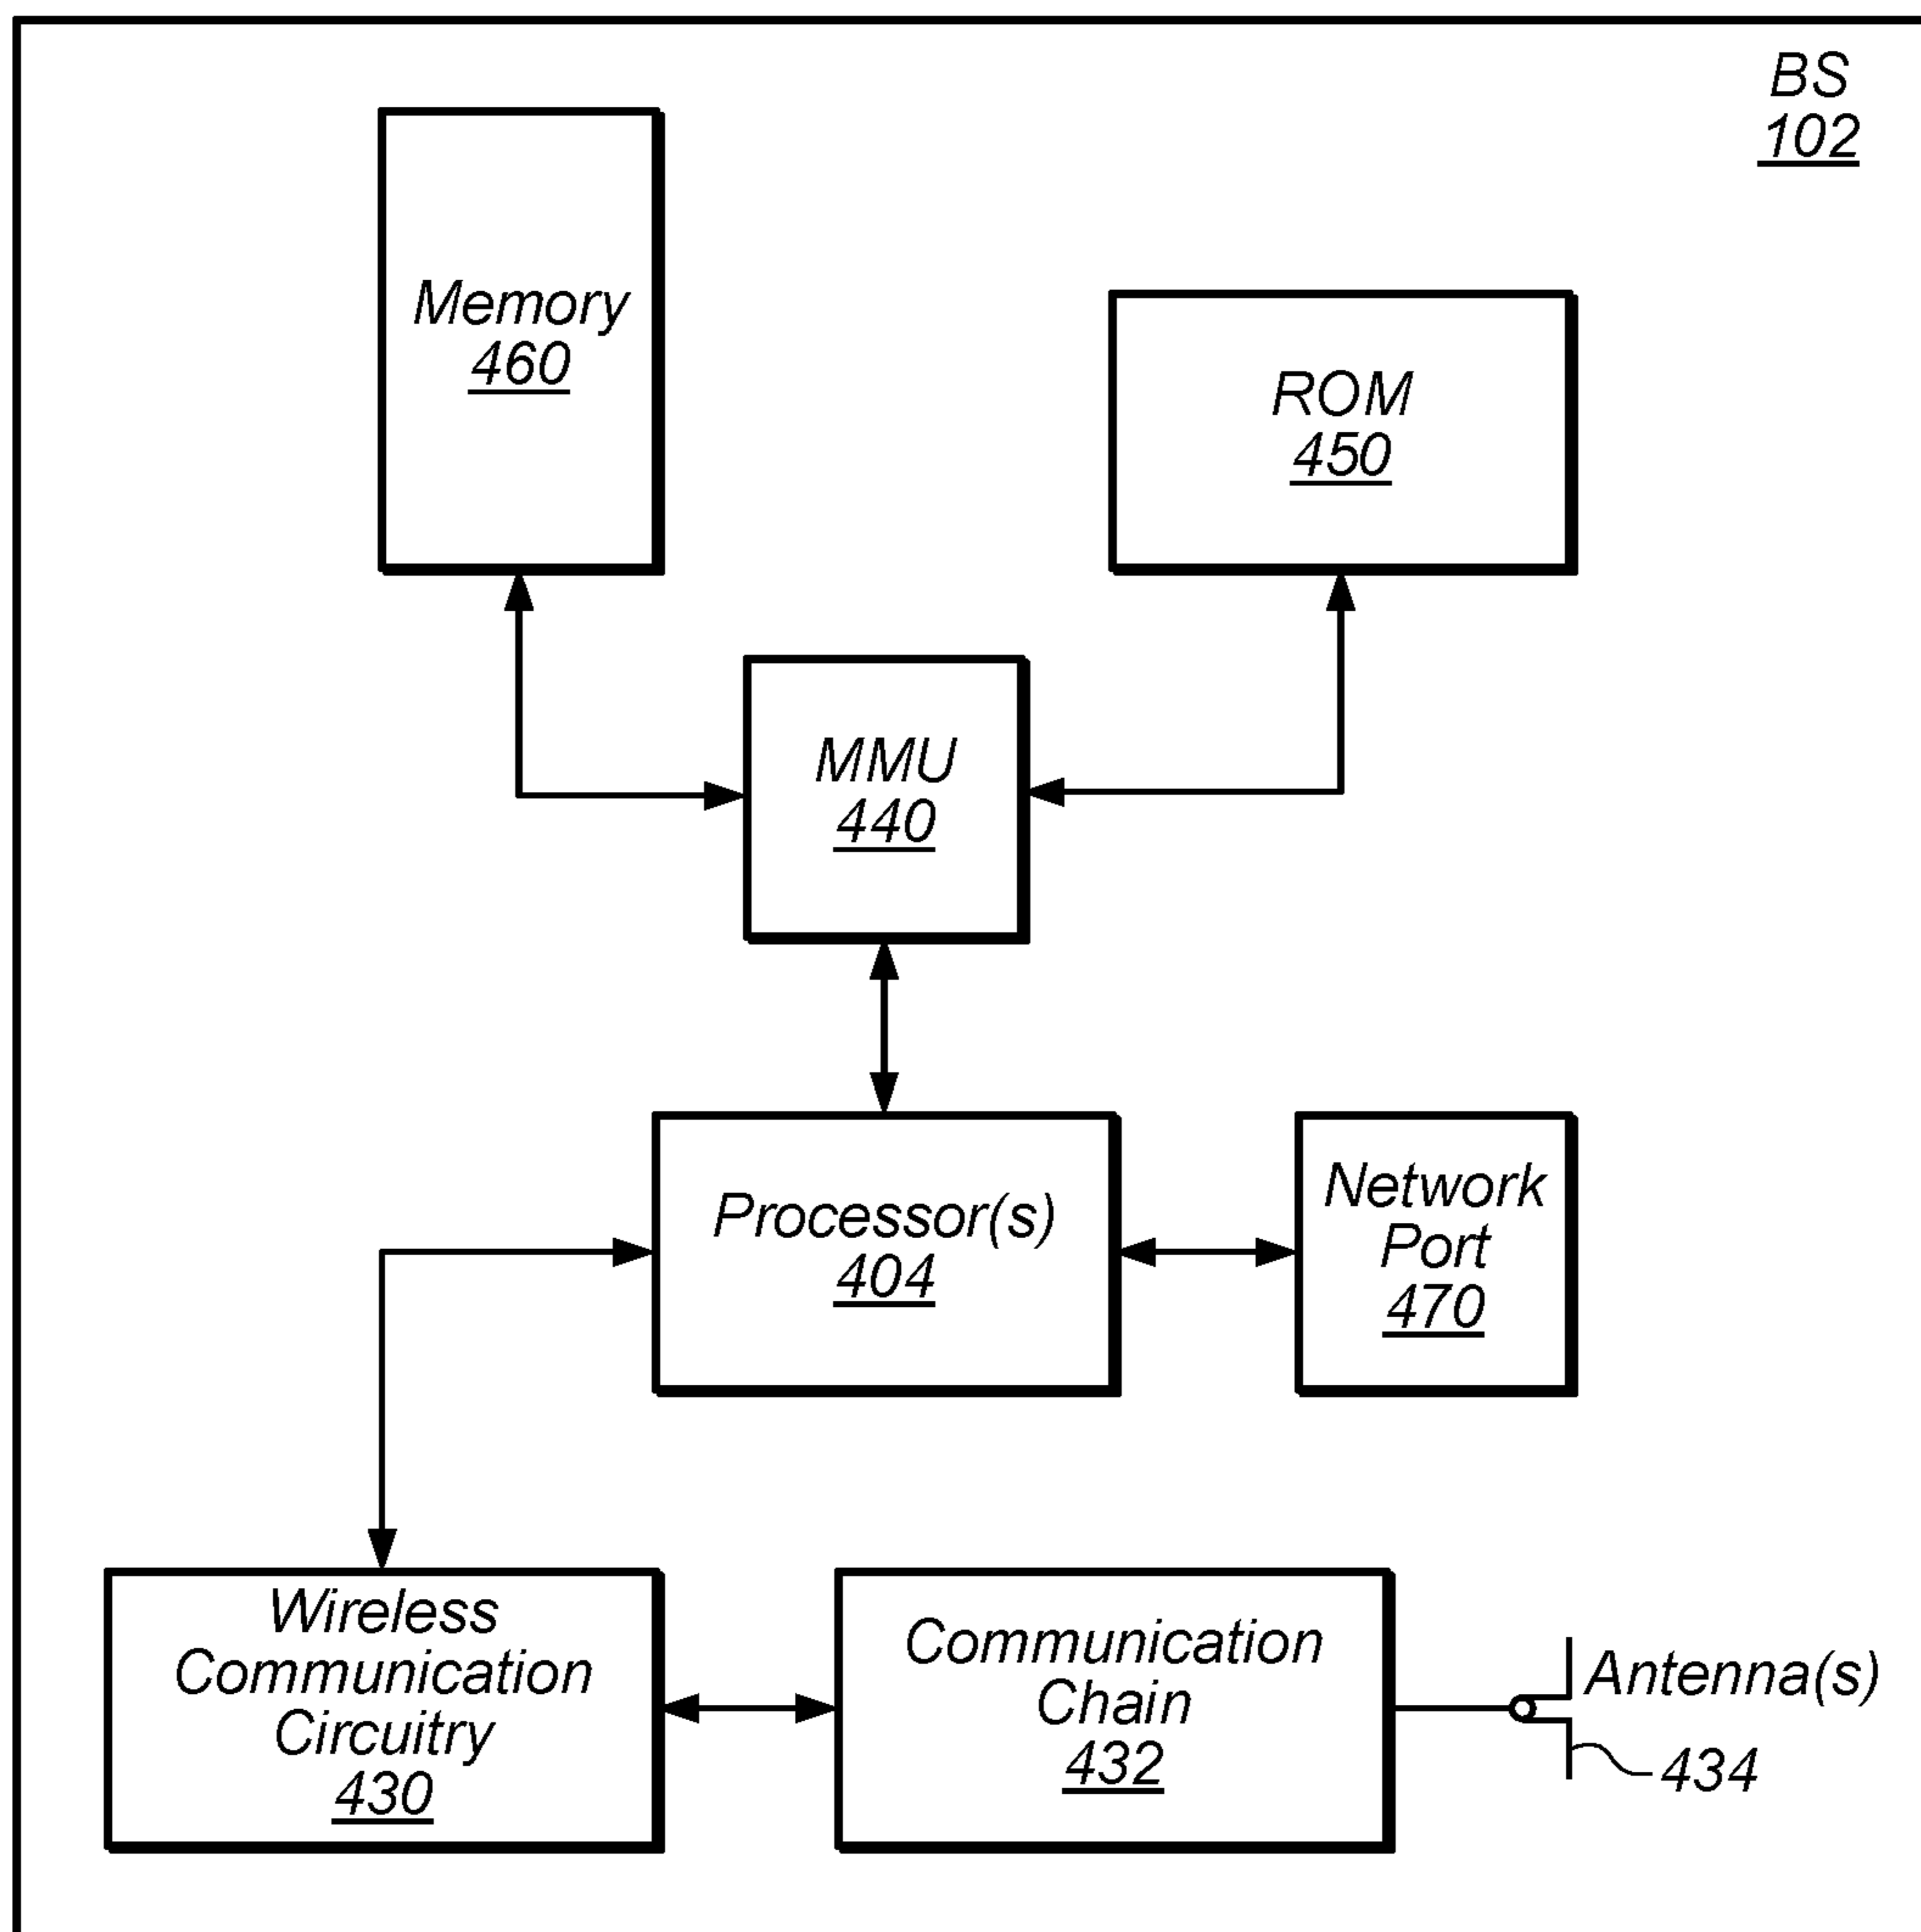 BS
102
Memory
460
ROM
450
MMU
440
Processor(s)
404
Network
Port
470
Wireless
Communication
Circuitry
430
Communication
Chain
432
Antenna(s)
434